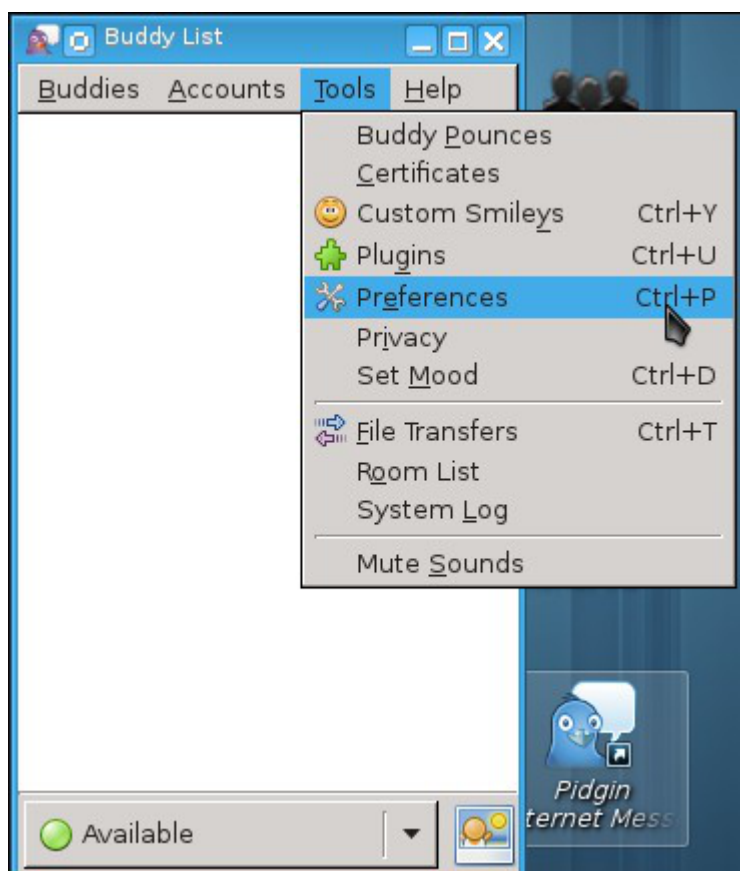 Buddy List
Buddies Accounts Tools Help
Buddy Pounces
Certificates
Custom Smileys Ctrl+Y
Plugins Ctrl+U
Preferences Ctrl+P
Privacy
Set Mood Ctrl+D
File Transfers Ctrl+T
Room List
System Log
Mute Sounds
Pidgin
ternet Mess
Available